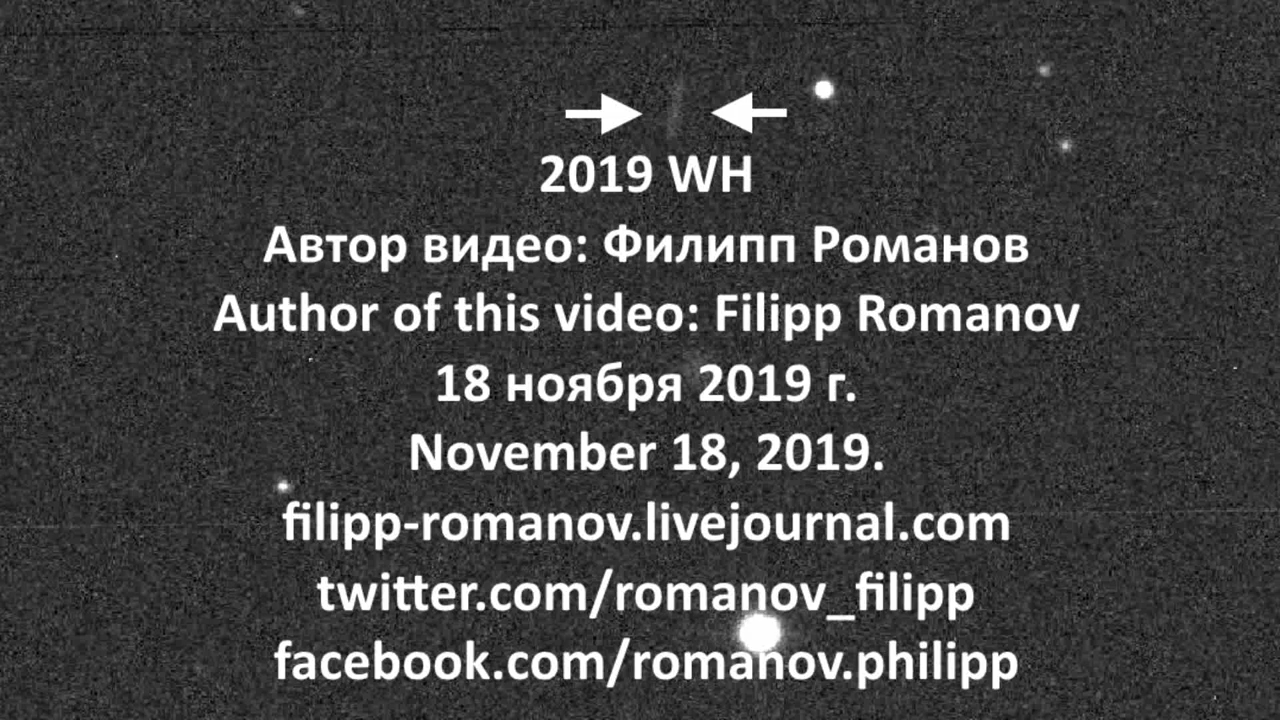 2019 WH
Автор видео: Филипп Романов
Author of this video: Filipp Romanov
18 ноября 2019 г.
November 18, 2019.
filipp-romanov.livejournal.com
twitter.com/romanov_filipp
facebook.com/romanov.philipp